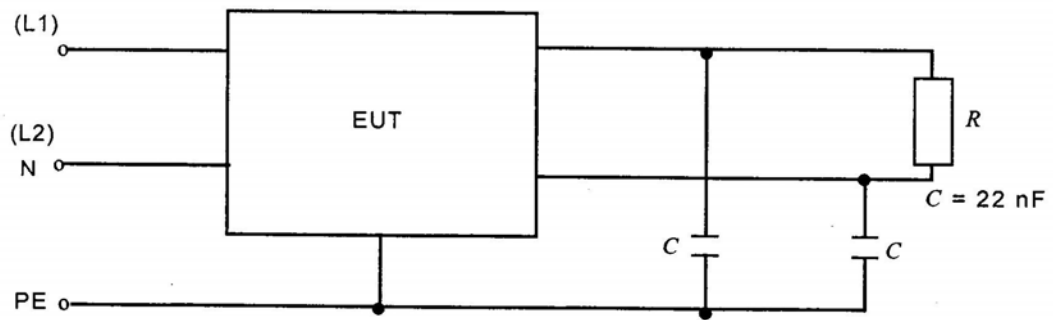 (L1)
EUT
R
(L2)
N
C = 22 nF
C
C
PE